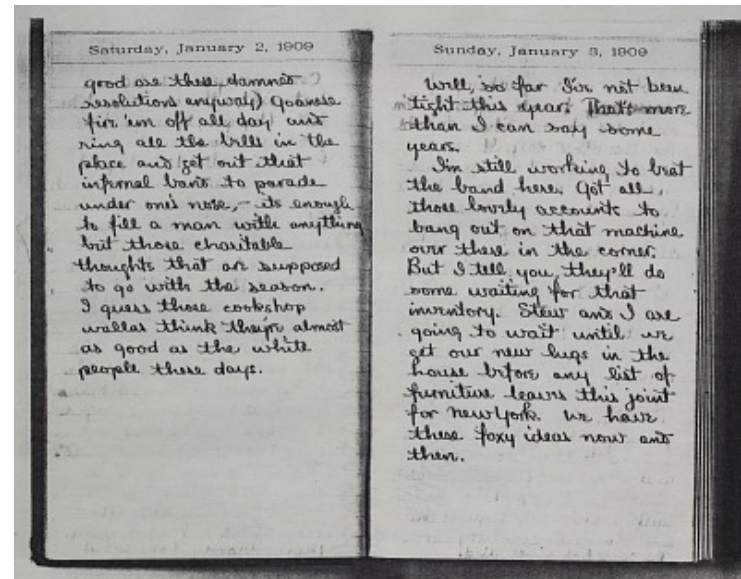 Saturday, January 2, 1909
good are these damned
resolutions anyway) Goanese
fire 'em off all day and
ring all the bells in the
place and get out that
infernal band to parade
under one's nose, - its enough
to fill a man with anything
but those charitable
thoughts that are supposed
to go with the season.
I guess those cookshop
wallas think they're almost
as good as the white
people these days.
Sunday, January 3, 1909
Well, so far I've not been
tight this year. That's more
than I can say some
years.
I'm still working to beat
the band here. Got all
those lovely accounts to
bang out on that machine
over there in the corner.
But I tell you, they'll do
some waiting for that
inventory. Stew and I are
going to wait until we
get our new rugs in the
house before any list of
furniture leaves this joint
for New York. We have
these foxy ideas now and
then.